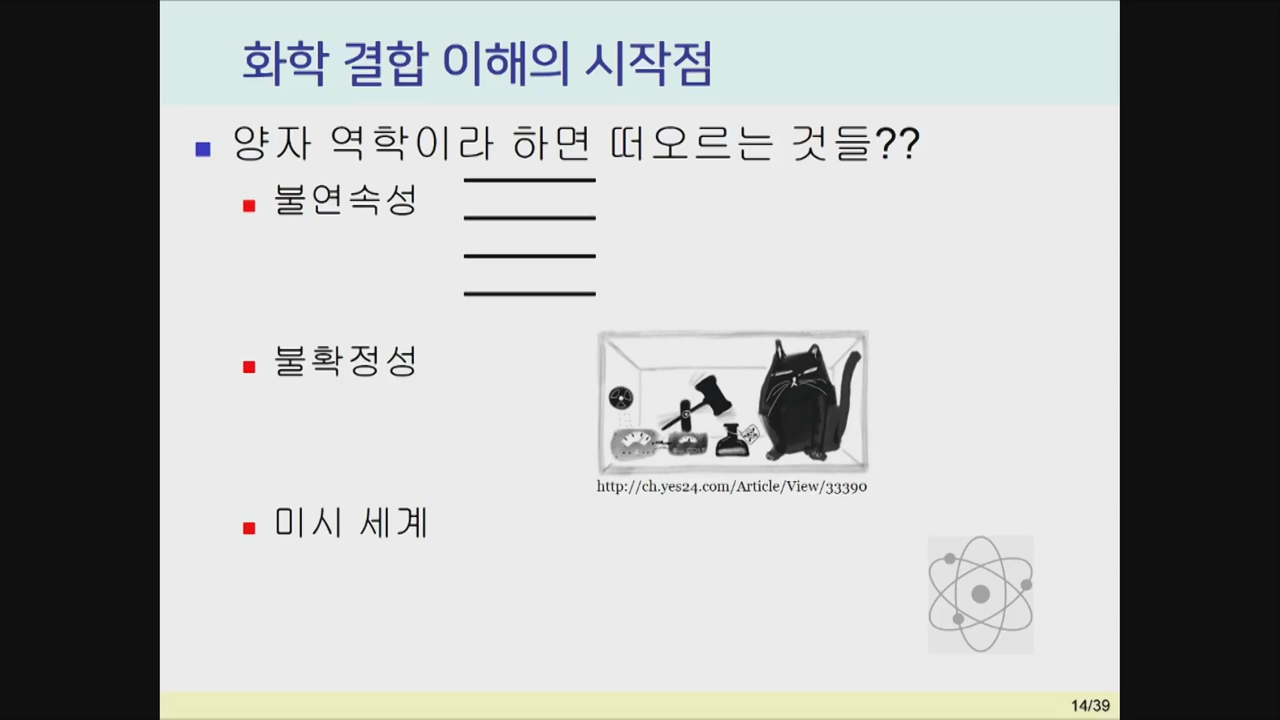 화학 결합 이해의 시작점
양자 역학이라 하면 떠오르는 것들??
불연속성
불확정성
http://ch.yes24.com/Article/View/33390
미시 세계
14/39